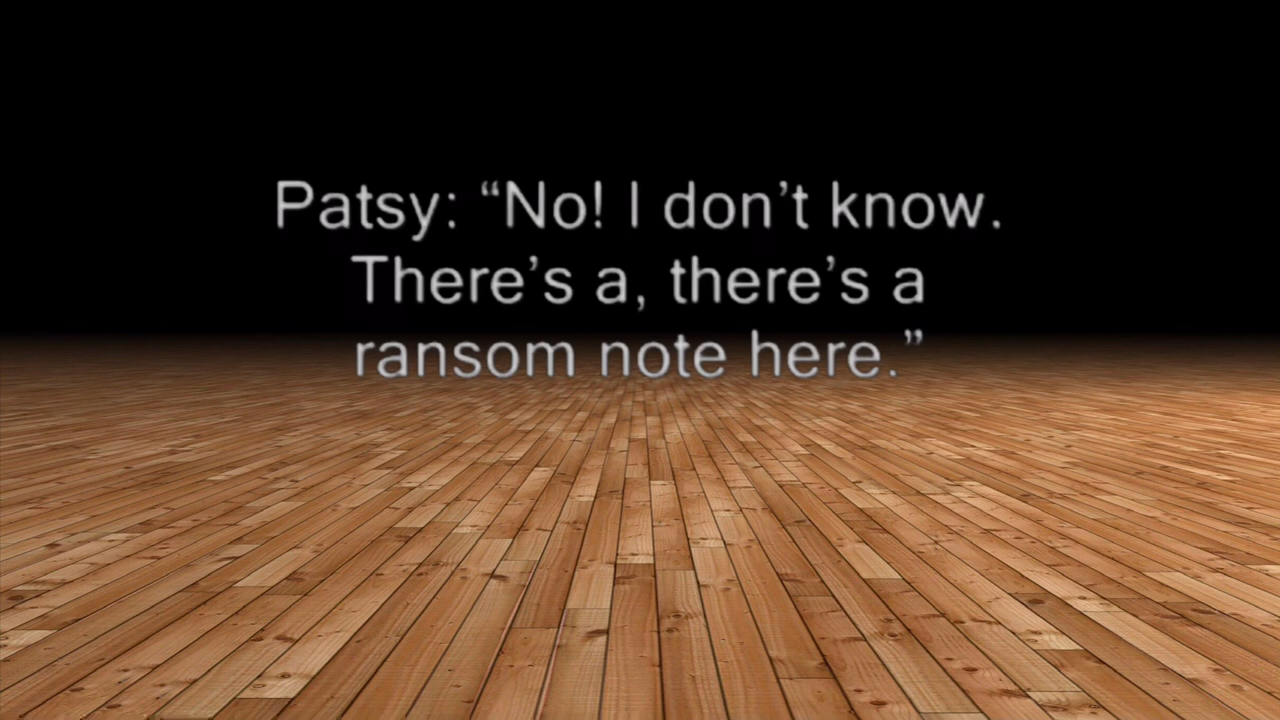 Patsy: “No! I don’t know.
There’s a, there’s a
ransom note here.”